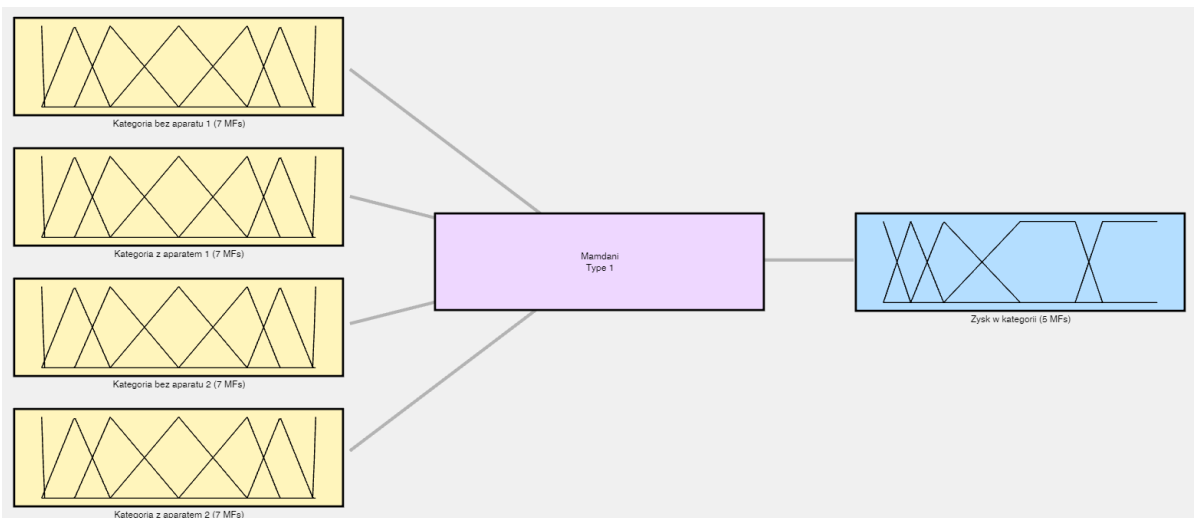 Kategoria bez aparatu 1 (7 MFs)
Kategoria z aparatem 1 (7 MFs)
Kategoria bez aparatu 2 (7 MFs)
Kategoria z aparatem 2 (7 MFs)
Mamdani
Type 1
Zysk w kategorii (5 MFs)